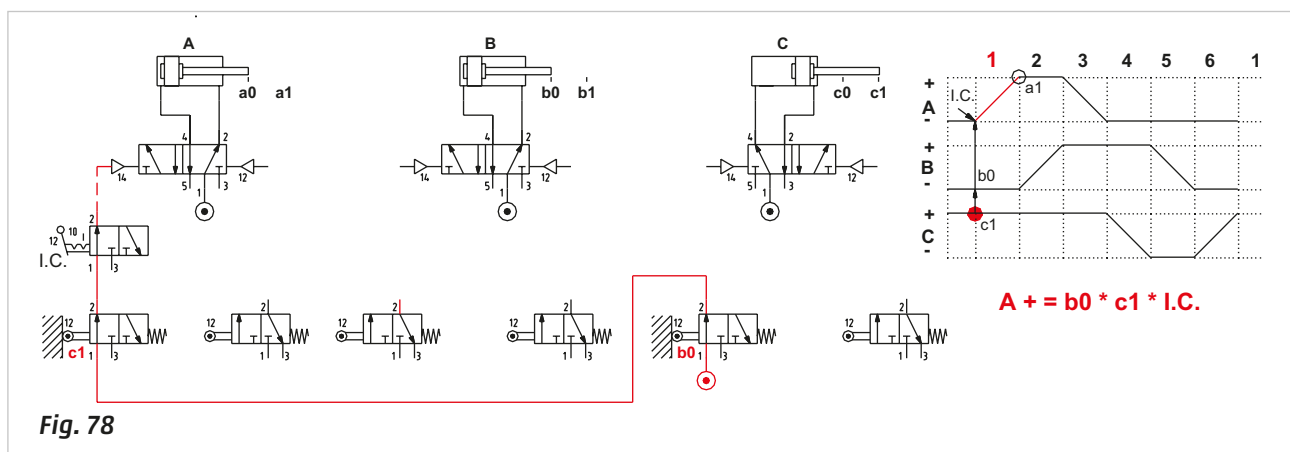 A B C
a0 a1 b0 b1 c0 c1
4 2 4 2 4 2
14 12 14 12 14 12
5 1 3 5 1 3 5 1 3
2
12 10
I.C.
1 3
2 2 2 2 2 2
12 12 12 12 12 12
c1 1 3 1 3 1 3 1 3 b0 1 3 1 3
1 2 3 4 5 6 1
+
A
-
I.C. a1
+
B
-
b0
+
C
-
c1
A + = b0 * c1 * I.C.
Fig. 78